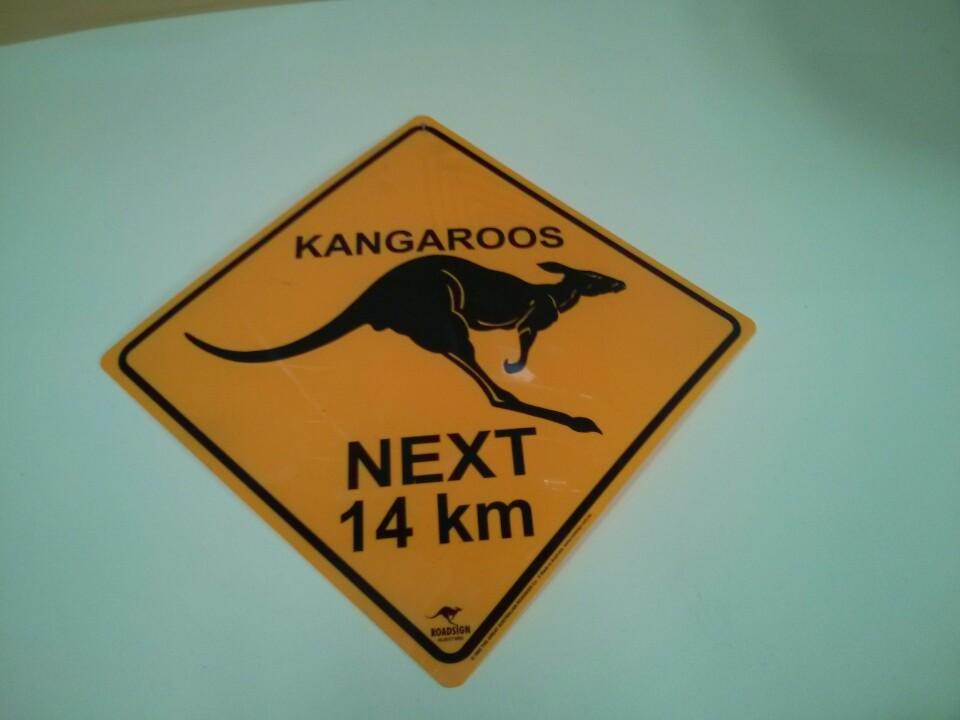 KANGAROOS
NEXT
14 km
ROADSIGN